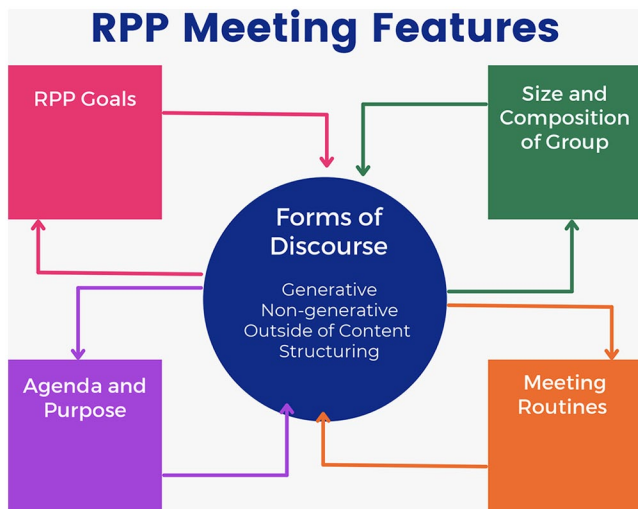 RPP Meeting Features
RPP Goals
Size and
Composition
of Group
Forms of
Discourse
Generative
Non-generative
Outside of Content
Structuring
Agenda and
Purpose
Meeting
Routines